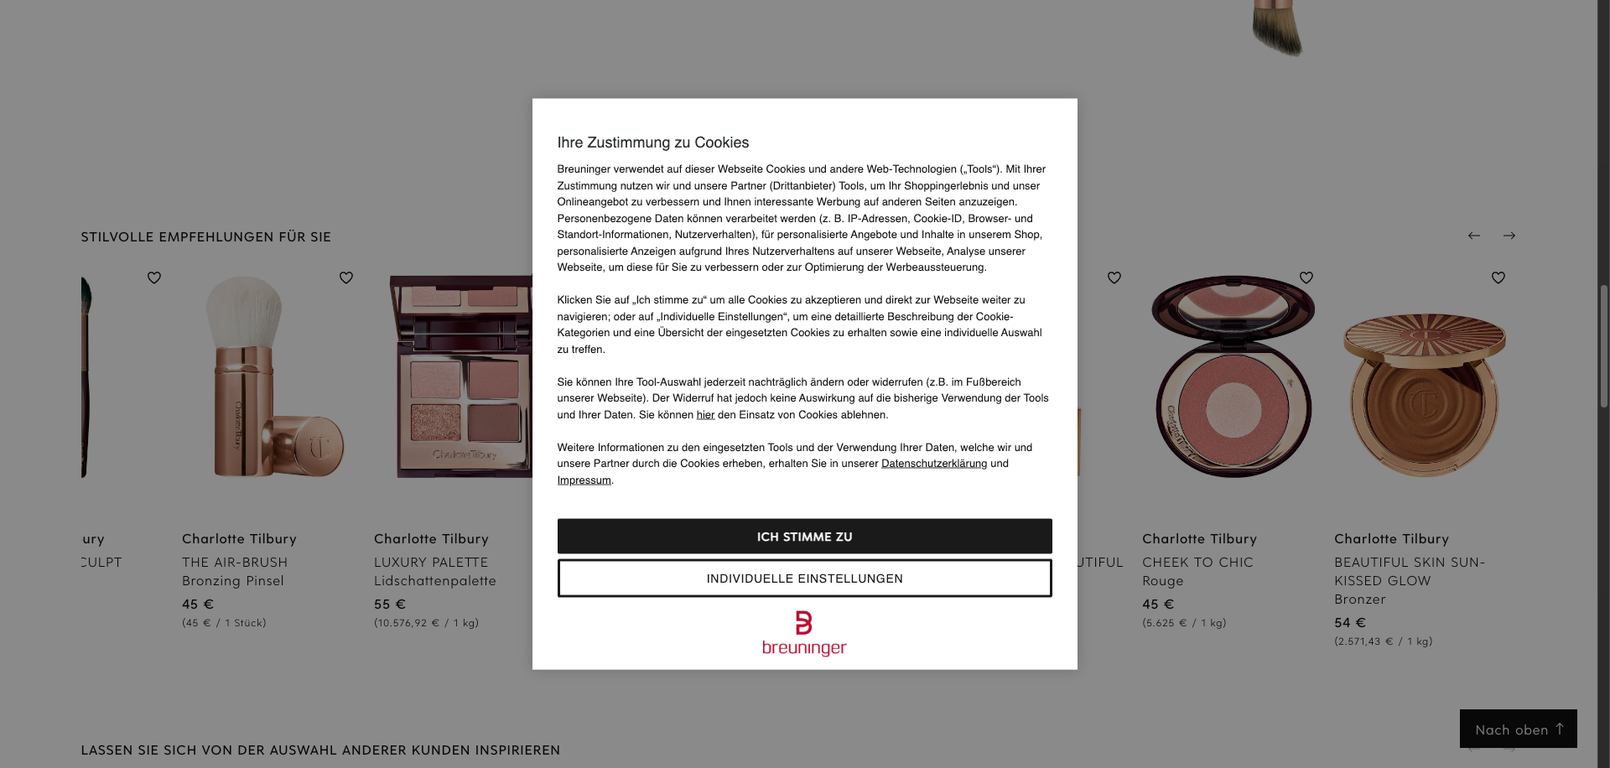 STILVOLLE EMPFEHLUNGEN FÜR SIE
Ihre Zustimmung zu Cookies
Breuninger verwendet auf dieser Webseite Cookies und andere Web-Technologien („Tools“). Mit Ihrer
Zustimmung nutzen wir und unsere Partner (Drittanbieter) Tools, um Ihr Shoppingerlebnis und unser
Onlineangebot zu verbessern und Ihnen interessante Werbung auf anderen Seiten anzuzeigen.
Personenbezogene Daten können verarbeitet werden (z. B. IP-Adressen, Cookie-ID, Browser- und
Standort-Informationen, Nutzerverhalten), für personalisierte Angebote und Inhalte in unserem Shop,
personalisierte Anzeigen aufgrund Ihres Nutzerverhaltens auf unserer Webseite, Analyse unserer
Webseite, um diese für Sie zu verbessern oder zur Optimierung der Werbeaussteuerung.
Klicken Sie auf „Ich stimme zu“ um alle Cookies zu akzeptieren und direkt zur Webseite weiter zu
navigieren; oder auf „Individuelle Einstellungen“, um eine detaillierte Beschreibung der Cookie-
Kategorien und eine Übersicht der eingesetzten Cookies zu erhalten sowie eine individuelle Auswahl
zu treffen.
Sie können Ihre Tool-Auswahl jederzeit nachträglich ändern oder widerrufen (z.B. im Fußbereich
unserer Webseite). Der Widerruf hat jedoch keine Auswirkung auf die bisherige Verwendung der Tools
und Ihrer Daten. Sie können hier den Einsatz von Cookies ablehnen.
Weitere Informationen zu den eingesetzten Tools und der Verwendung Ihrer Daten, welche wir und
unsere Partner durch die Cookies erheben, erhalten Sie in unserer Datenschutzerklärung und
Impressum.
ICH STIMME ZU
INDIVIDUELLE EINSTELLUNGEN
breuninger
Charlotte Tilbury
Charlotte Tilbury
ury
CULPT
Charlotte Tilbury
THE AIR-BRUSH
Bronzing Pinsel
45 €
(45 € / 1 Stück)
Charlotte Tilbury
LUXURY PALETTE
Lidschattenpalette
55 €
(10.576,92 € / 1 kg)
UTIFUL
Charlotte Tilbury
CHEEK TO CHIC
Rouge
45 €
(5.625 € / 1 kg)
Charlotte Tilbury
BEAUTIFUL SKIN SUN-
KISSED GLOW
Bronzer
54 €
(2.571,43 € / 1 kg)
Nach oben ↑
LASSEN SIE SICH VON DER AUSWAHL ANDERER KUNDEN INSPIRIEREN